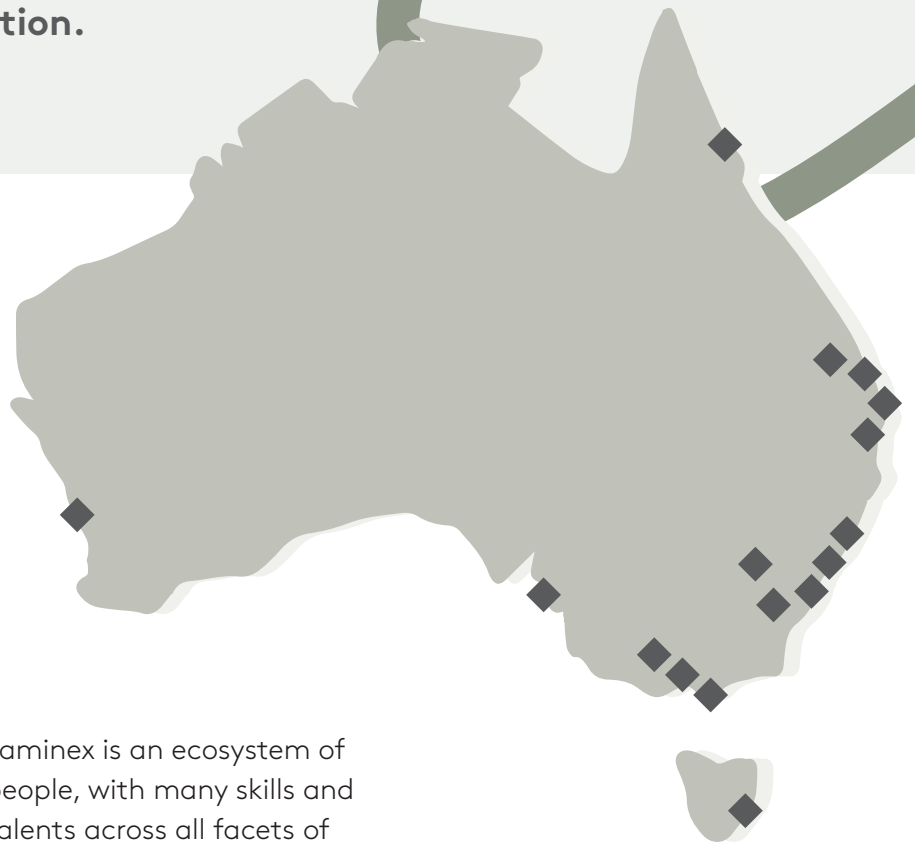 tion.
aminex is an ecosystem of
people, with many skills and
alents across all facets of